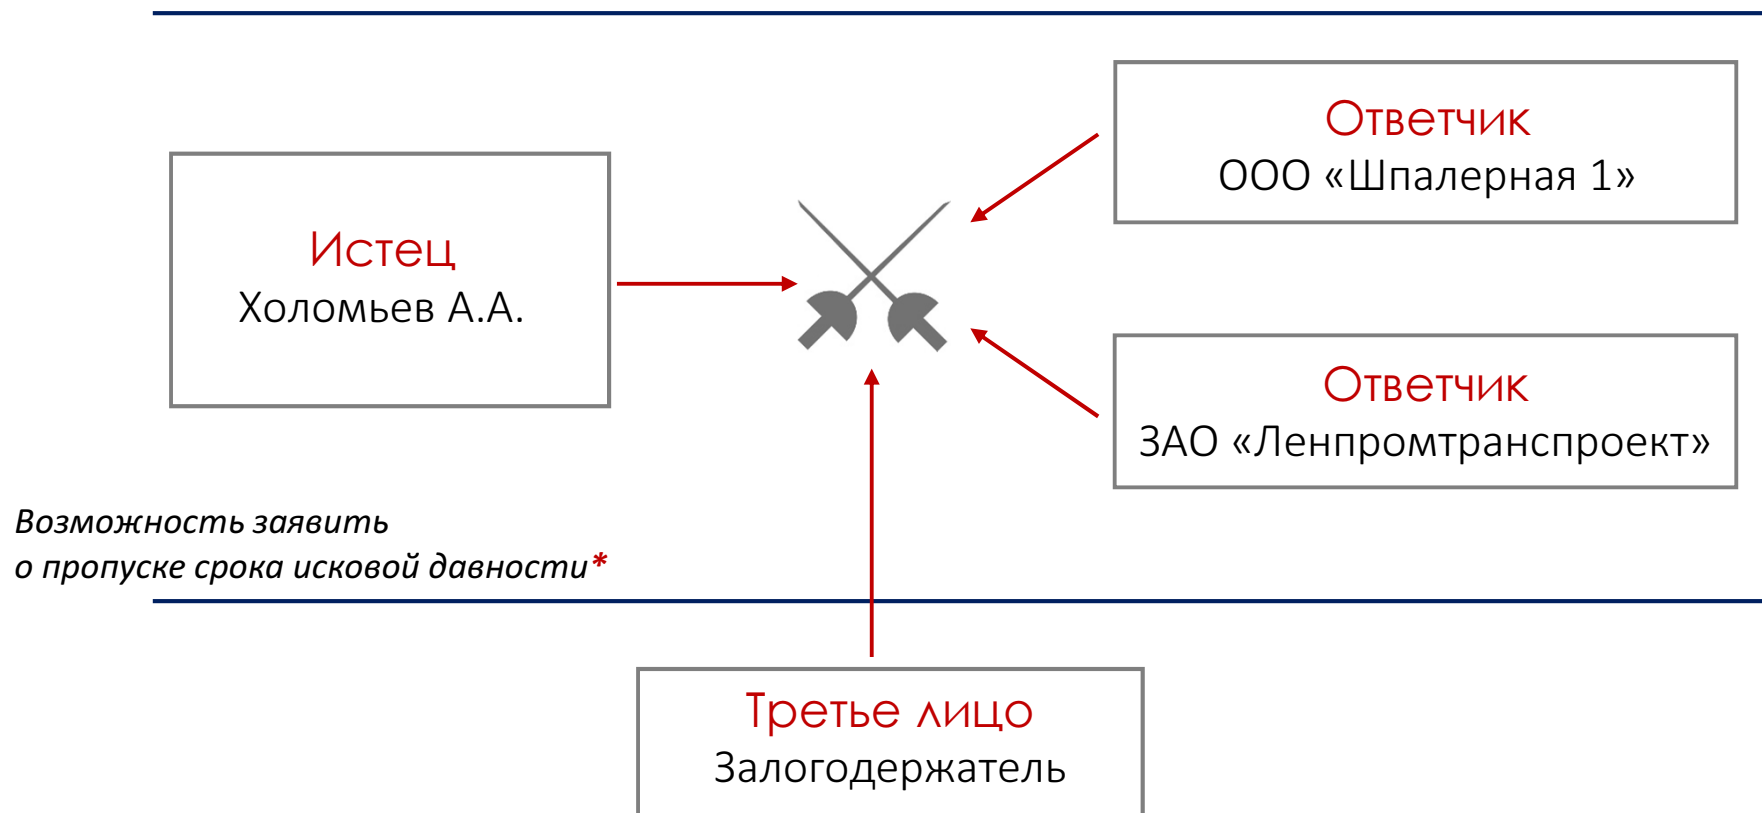 Ответчик
ООО «Шпалерная 1»
Истец
Холомьев А.А.
Ответчик
ЗАО «Ленпромтранспроект»
Возможность заявить
о пропуске срока исковой давности*
Третье лицо
Залогодержатель